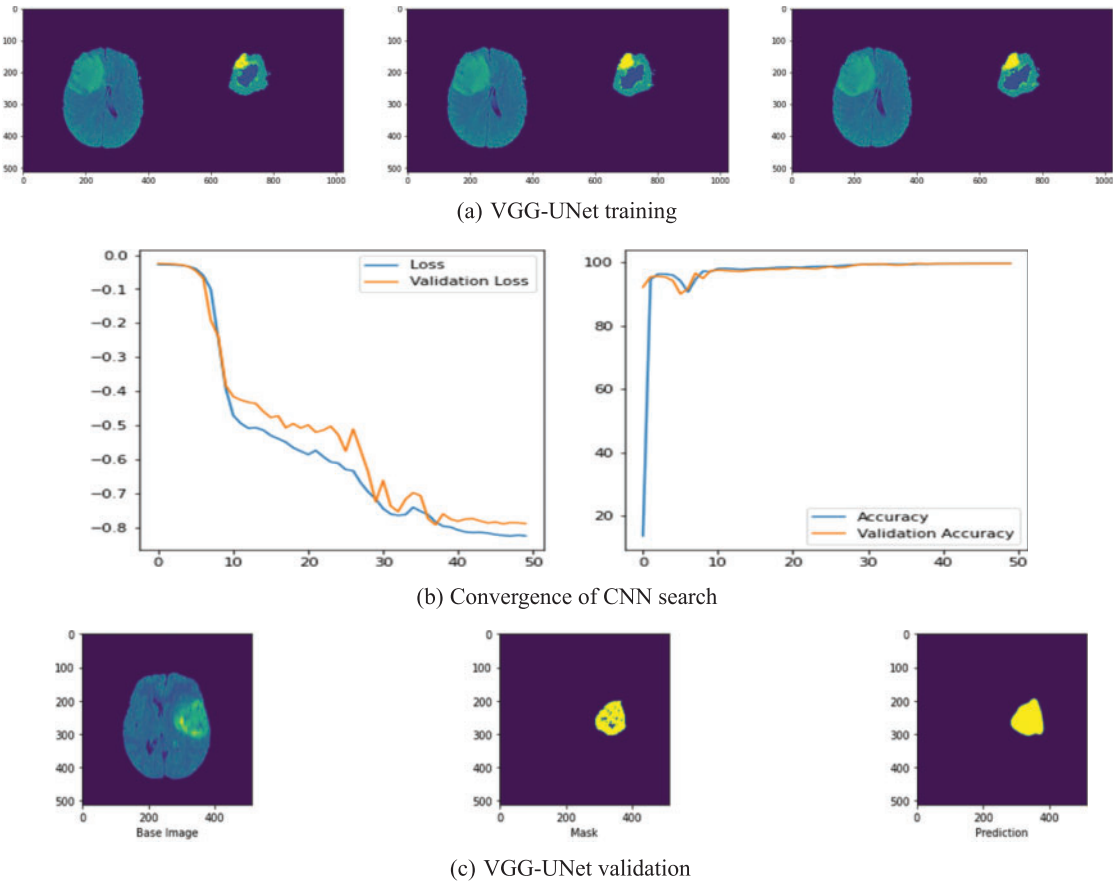 0
100
200
300
400
500
0 200 400 600 800 1000
0
100
200
300
400
500
0 200 400 600 800 1000
0
100
200
300
400
500
0 200 400 600 800 1000
(a) VGG-UNet training
0.0
−0.1
−0.2
−0.3
−0.4
−0.5
−0.6
−0.7
−0.8
0 10 20 30 40 50
Loss
Validation Loss
100
80
60
40
20
0 10 20 30 40 50
Accuracy
Validation Accuracy
(b) Convergence of CNN search
0
100
200
300
400
500
0 200 400
Base Image
0
100
200
300
400
500
0 200 400
Mask
0
100
200
300
400
500
0 200 400
Prediction
(c) VGG-UNet validation